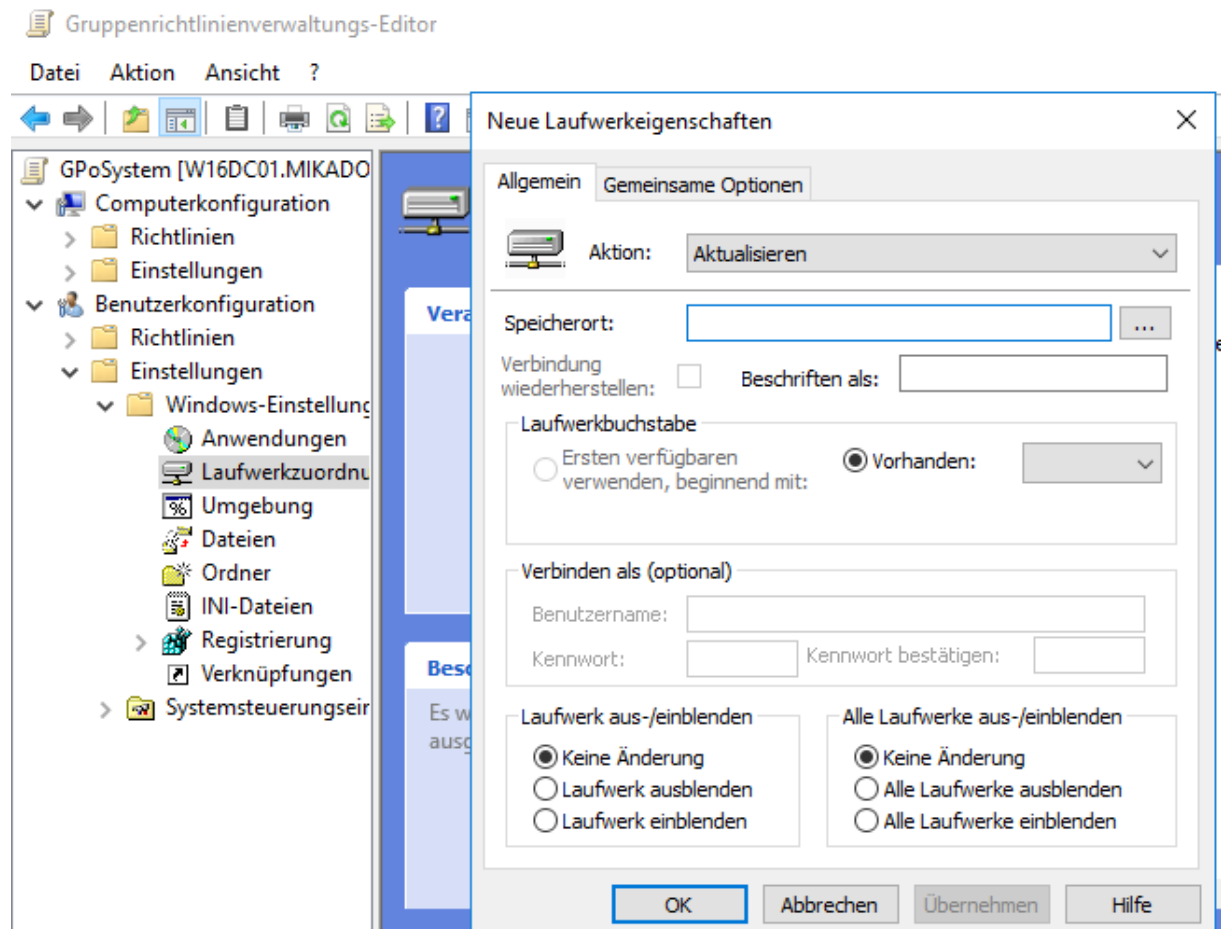 Gruppenrichtlinienverwaltungs-Editor
Datei Aktion Ansicht ?
GPoSystem [W16DC01.MIKADO
Computerkonfiguration
Richtlinien
Einstellungen
Benutzerkonfiguration
Richtlinien
Einstellungen
Windows-Einstellung
Anwendungen
Laufwerkzuordnu
Umgebung
Dateien
Ordner
INI-Dateien
Registrierung
Verknüpfungen
Systemsteuerungsein
Vera
Besc
Es w
ausg
Neue Laufwerkeigenschaften
Allgemein Gemeinsame Optionen
Aktion: Aktualisieren
Speicherort: ...
Verbindung
wiederherstellen: Beschriften als:
Laufwerkbuchstabe
Ersten verfügbaren
verwenden, beginnend mit: Vorhanden:
Verbinden als (optional)
Benutzername:
Kennwort: Kennwort bestätigen:
Laufwerk aus-/einblenden
Keine Änderung
Laufwerk ausblenden
Laufwerk einblenden
Alle Laufwerke aus-/einblenden
Keine Änderung
Alle Laufwerke ausblenden
Alle Laufwerke einblenden
OK Abbrechen Übernehmen Hilfe